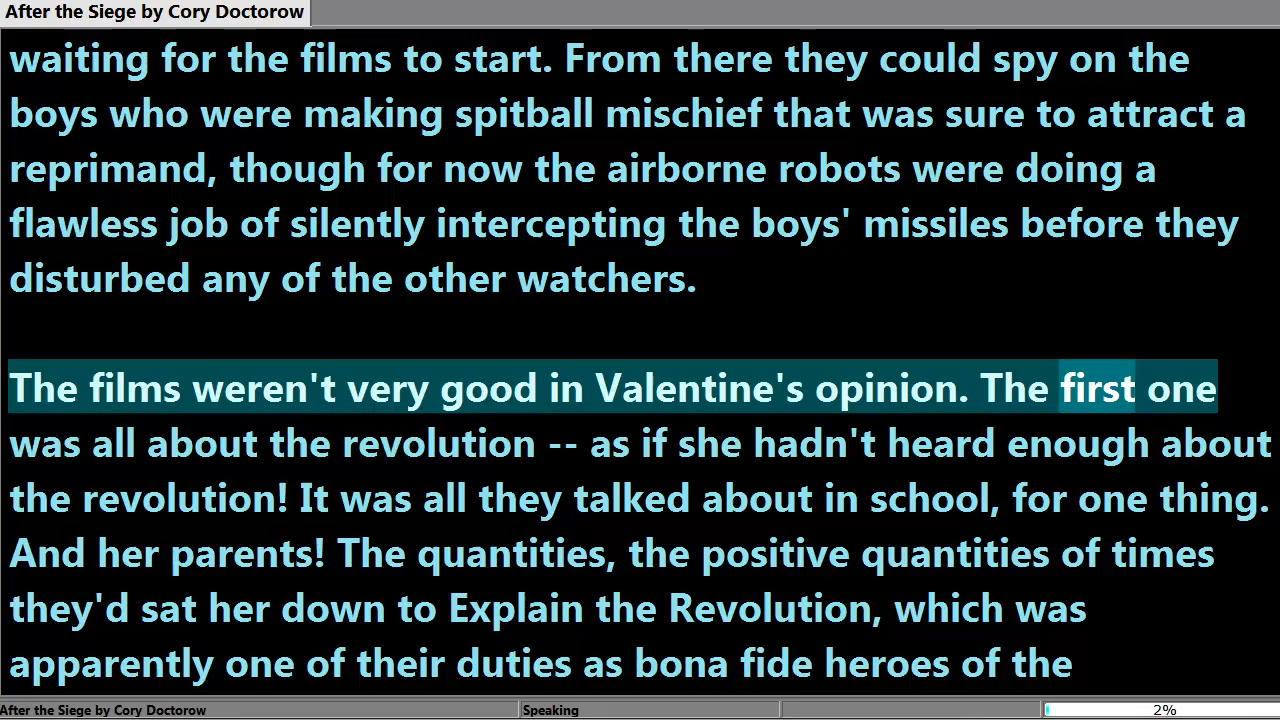 After the Siege by Cory Doctorow
waiting for the films to start. From there they could spy on the
boys who were making spitball mischief that was sure to attract a
reprimand, though for now the airborne robots were doing a
flawless job of silently intercepting the boys' missiles before they
disturbed any of the other watchers.
The films weren't very good in Valentine's opinion. The first one
was all about the revolution -- as if she hadn't heard enough about
the revolution! It was all they talked about in school, for one thing.
And her parents! The quantities, the positive quantities of times
they'd sat her down to Explain the Revolution, which was
apparently one of their duties as bona fide heroes of the
After the Siege by Cory Doctorow
Speaking
2%